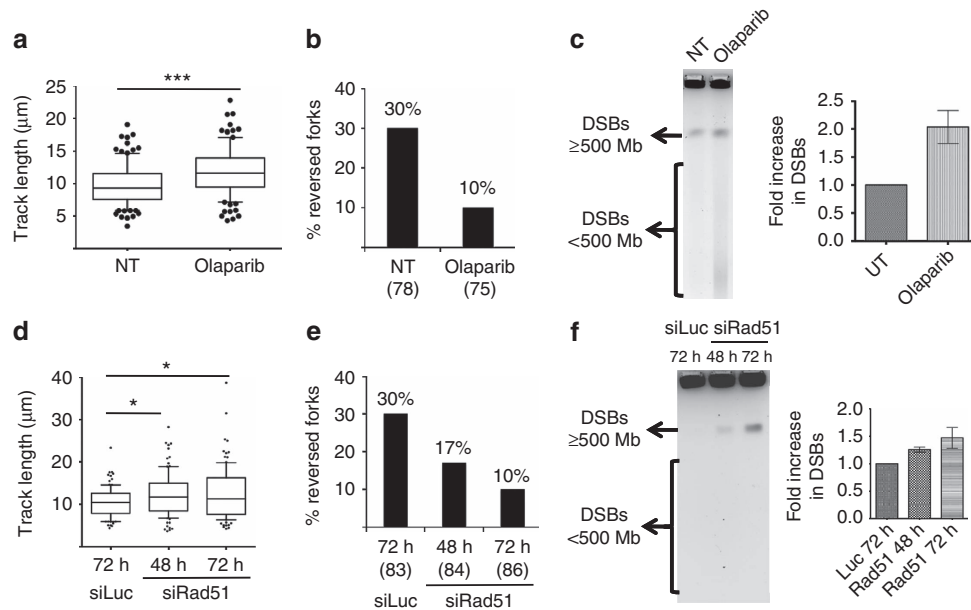 a
***
Track length (μm)
25
20
15
10
5
NT
Olaparib
b
% reversed forks
40
30
20
10
30%
10%
NT
(78)
Olaparib
(75)
c
NT
Olaparib
DSBs
≥500 Mb
DSBs
<500 Mb
Fold increase
in DSBs
2.5
2.0
1.5
1.0
0.5
0
UT
Olaparib
d
*
*
Track length (μm)
40
30
20
10
72 h
48 h
72 h
siLuc
siRad51
e
% reversed forks
40
30
20
10
30%
17%
10%
72 h
(83)
48 h
(84)
72 h
(86)
siLuc
siRad51
f
siLuc
siRad51
72 h
48 h
72 h
DSBs
≥500 Mb
DSBs
<500 Mb
Fold increase
in DSBs
2.0
1.5
1.0
0.5
0.0
Luc 72 h
Rad51 48 h
Rad51 72 h